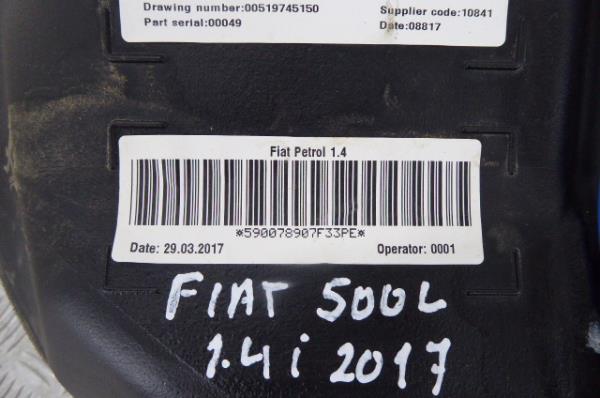 Drawing number:00519745150 Supplier code:10841
Part serial:00049 Date:08817
Fiat Petrol 1.4
*590078907F33PE*
Date: 29.03.2017 Operator: 0001
FIAT 500L
1.4i 2017